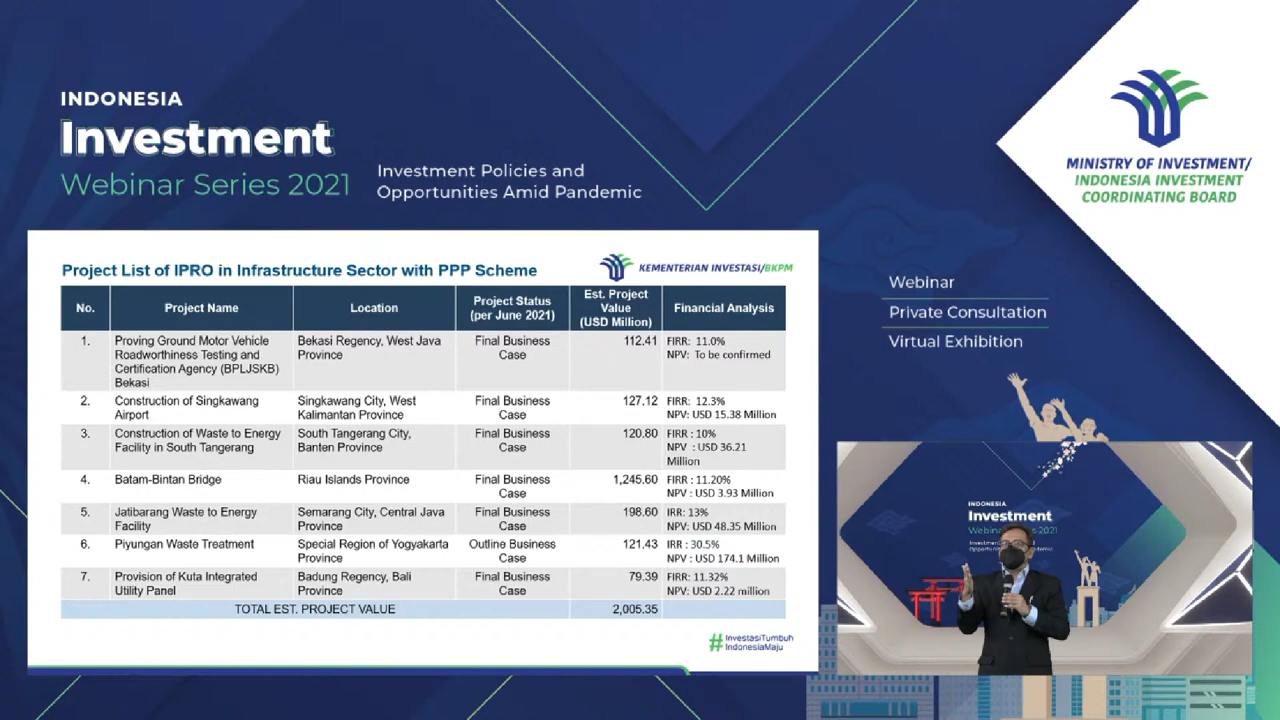 INDONESIA
Investment
Webinar Series 2021
Investment Policies and
Opportunities Amid Pandemic
MINISTRY OF INVESTMENT/
INDONESIA INVESTMENT
COORDINATING BOARD
Project List of IPRO in Infrastructure Sector with PPP Scheme
KEMENTERIAN INVESTASI/BKPM
No.
Project Name
Location
Project Status
(per June 2021)
Est. Project
Value
(USD Million)
Financial Analysis
1.
Proving Ground Motor Vehicle
Roadworthiness Testing and
Certification Agency (BPLJSKB)
Bekasi
Bekasi Regency, West Java
Province
Final Business
Case
112.41
FIRR: 11.0%
NPV: To be confirmed
2.
Construction of Singkawang
Airport
Singkawang City, West
Kalimantan Province
Final Business
Case
127.12
FIRR: 12.3%
NPV: USD 15.38 Million
3.
Construction of Waste to Energy
Facility in South Tangerang
South Tangerang City,
Banten Province
Final Business
Case
120.80
FIRR : 10%
NPV : USD 36.21
Million
4.
Batam-Bintan Bridge
Riau Islands Province
Final Business
Case
1,245.60
FIRR : 11.20%
NPV : USD 3.93 Million
5.
Jatibarang Waste to Energy
Facility
Semarang City, Central Java
Province
Final Business
Case
198.60
IRR: 13%
NPV: USD 48.35 Million
6.
Piyungan Waste Treatment
Special Region of Yogyakarta
Province
Outline Business
Case
121.43
IRR : 30.5%
NPV : USD 174.1 Million
7.
Provision of Kuta Integrated
Utility Panel
Badung Regency, Bali
Province
Final Business
Case
79.39
FIRR: 11.32%
NPV: USD 2.22 million
TOTAL EST. PROJECT VALUE
2,005.35
#InvestasiTumbuh
IndonesiaMaju
Webinar
Private Consultation
Virtual Exhibition
INDONESIA
Investment